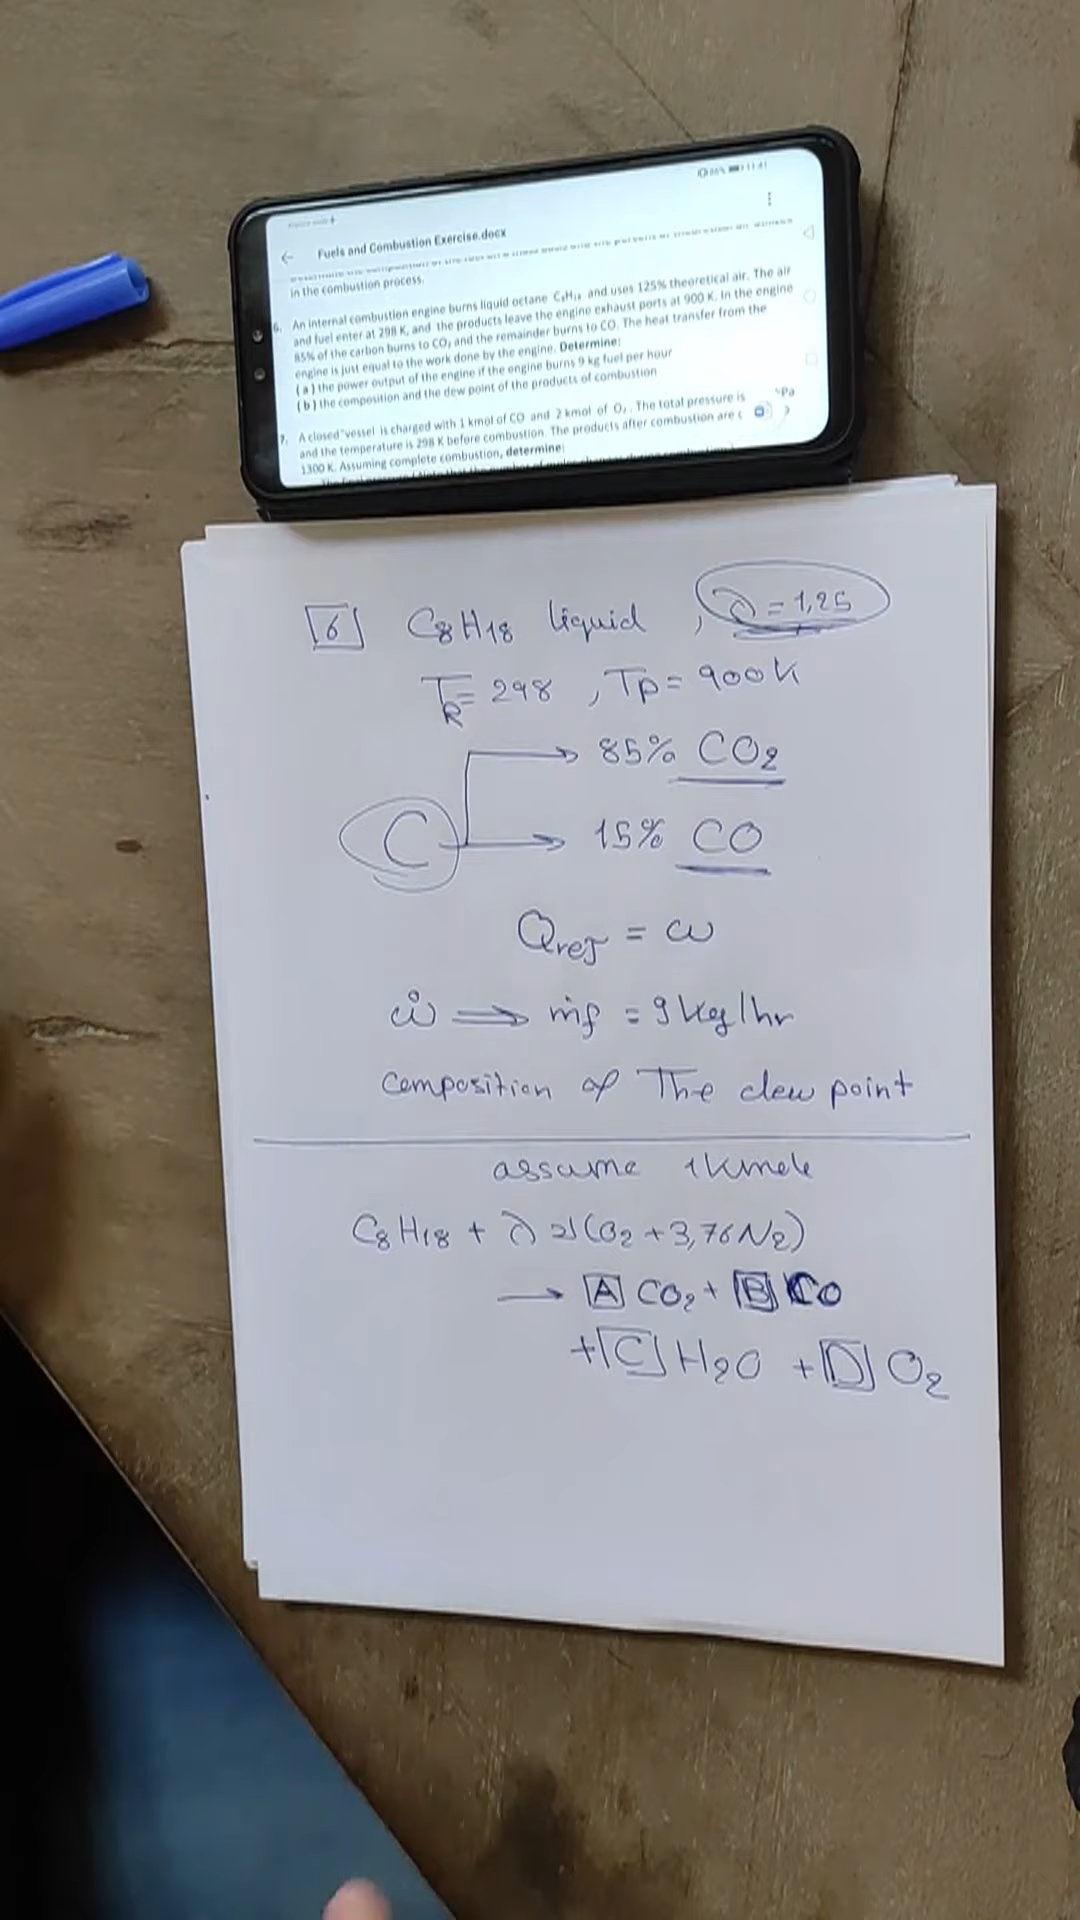 86% 11:41
← Fuels and Combustion Exercise.docx
in the combustion process.
6. An internal combustion engine burns liquid octane C₈H₁₈ and uses 125% theoretical air. The air
and fuel enter at 298 K, and the products leave the engine exhaust ports at 900 K. In the engine
85% of the carbon burns to CO₂ and the remainder burns to CO. The heat transfer from the
engine is just equal to the work done by the engine. Determine:
(a) the power output of the engine if the engine burns 9 kg fuel per hour
(b) the composition and the dew point of the products of combustion
7. A closed vessel is charged with 1 kmol of CO and 2 kmol of O₂. The total pressure is kPa
and the temperature is 298 K before combustion. The products after combustion are
1300 K. Assuming complete combustion, determine:
6 C8H18 liquid, λ = 1,25
TR = 298, TP = 900K
85% CO2
C
15% CO
Qrej = ω
ẇ ⟹ ṁf = 9 kg/hr
composition of The dew point
assume 1kmole
C8H18 + λ a(O2 + 3,76N2)
→ A CO2 + B CO
+ C H2O + D O2